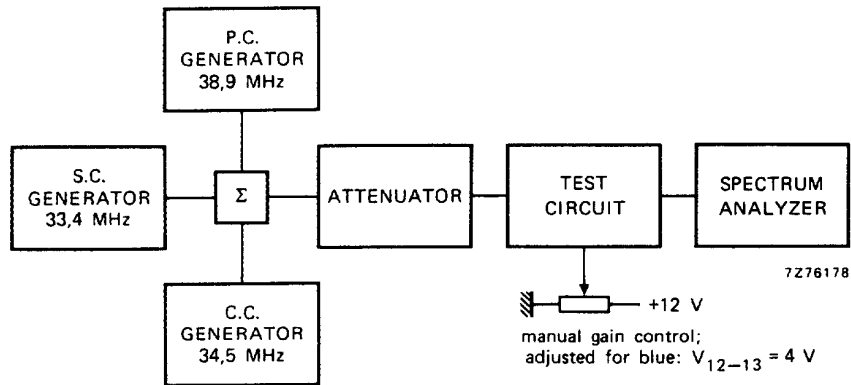 P.C.
GENERATOR
38,9 MHz
S.C.
GENERATOR
33,4 MHz
Σ
ATTENUATOR
TEST
CIRCUIT
SPECTRUM
ANALYZER
7Z76178
C.C.
GENERATOR
34,5 MHz
+12 V
manual gain control;
adjusted for blue: V12–13 = 4 V